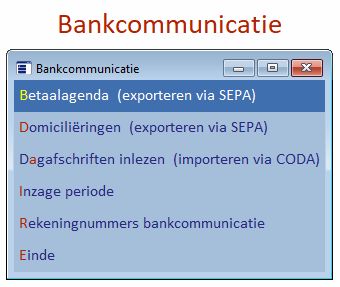 Bankcommunicatie
Bankcommunicatie
Betaalagenda (exporteren via SEPA)
Domiciliëringen (exporteren via SEPA)
Dagafschriften inlezen (importeren via CODA)
Inzage periode
Rekeningnummers bankcommunicatie
Einde